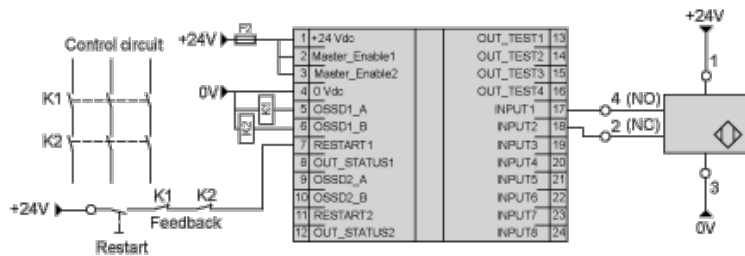 +24V
Control circuit
F2
+24V
1 +24 Vdc
OUT_TEST1 13
2 Master_Enable1
OUT_TEST2 14
3 Master_Enable2
OUT_TEST3 15
0V
4 0 Vdc
OUT_TEST4 16
1
K1
K1
5 OSSD1_A
INPUT1 17
4 (NO)
K2
K2
6 OSSD1_B
INPUT2 18
2 (NC)
7 RESTART1
INPUT3 19
8 OUT_STATUS1
INPUT4 20
9 OSSD2_A
INPUT5 21
3
K1 K2
10 OSSD2_B
INPUT6 22
+24V
Feedback
11 RESTART2
INPUT7 23
0V
Restart
12 OUT_STATUS2
INPUT8 24